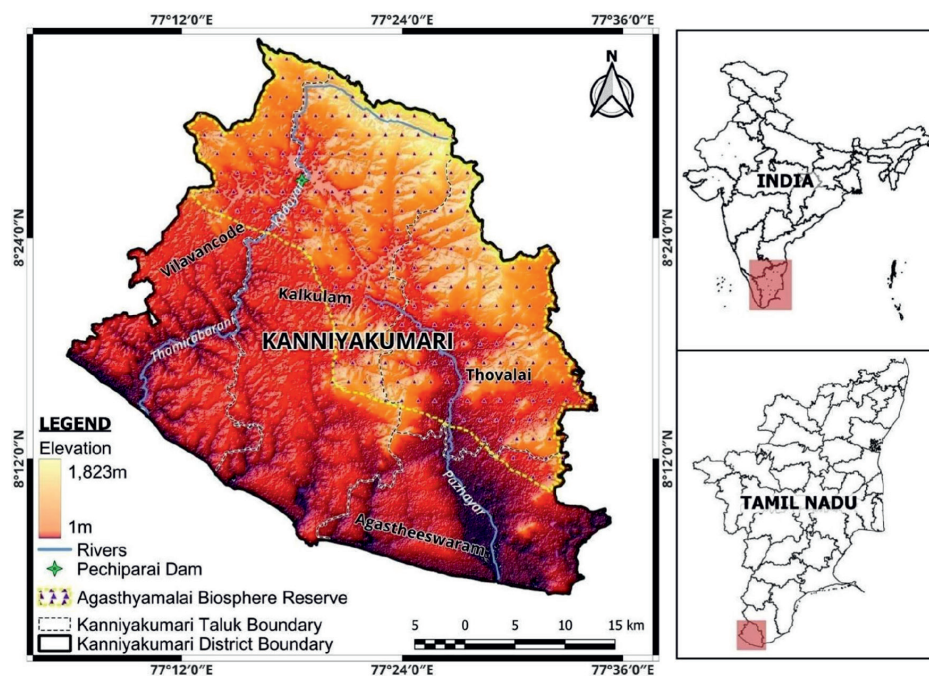 77°12'0"E
77°24'0"E
77°36'0"E
N
8°24'0"N
8°24'0"N
8°12'0"N
8°12'0"N
Koduyar
Vilavancode
Kalkulam
Thamirabarani
KANNIYAKUMARI
Thovalai
Pazhayar
Agastheeswaram
LEGEND
Elevation
1,823m
1m
Rivers
Pechiparai Dam
Agasthyamalai Biosphere Reserve
Kanniyakumari Taluk Boundary
Kanniyakumari District Boundary
5 0 5 10 15 km
77°12'0"E
77°24'0"E
77°36'0"E
INDIA
TAMIL NADU